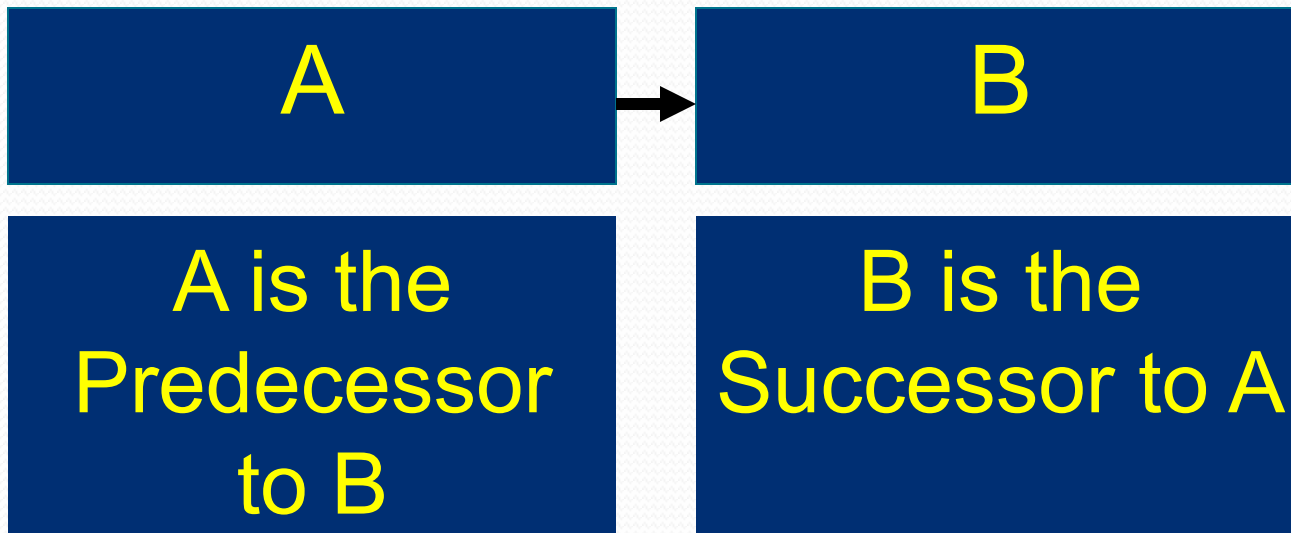 A
B
A is the
Predecessor
to B
B is the
Successor to A